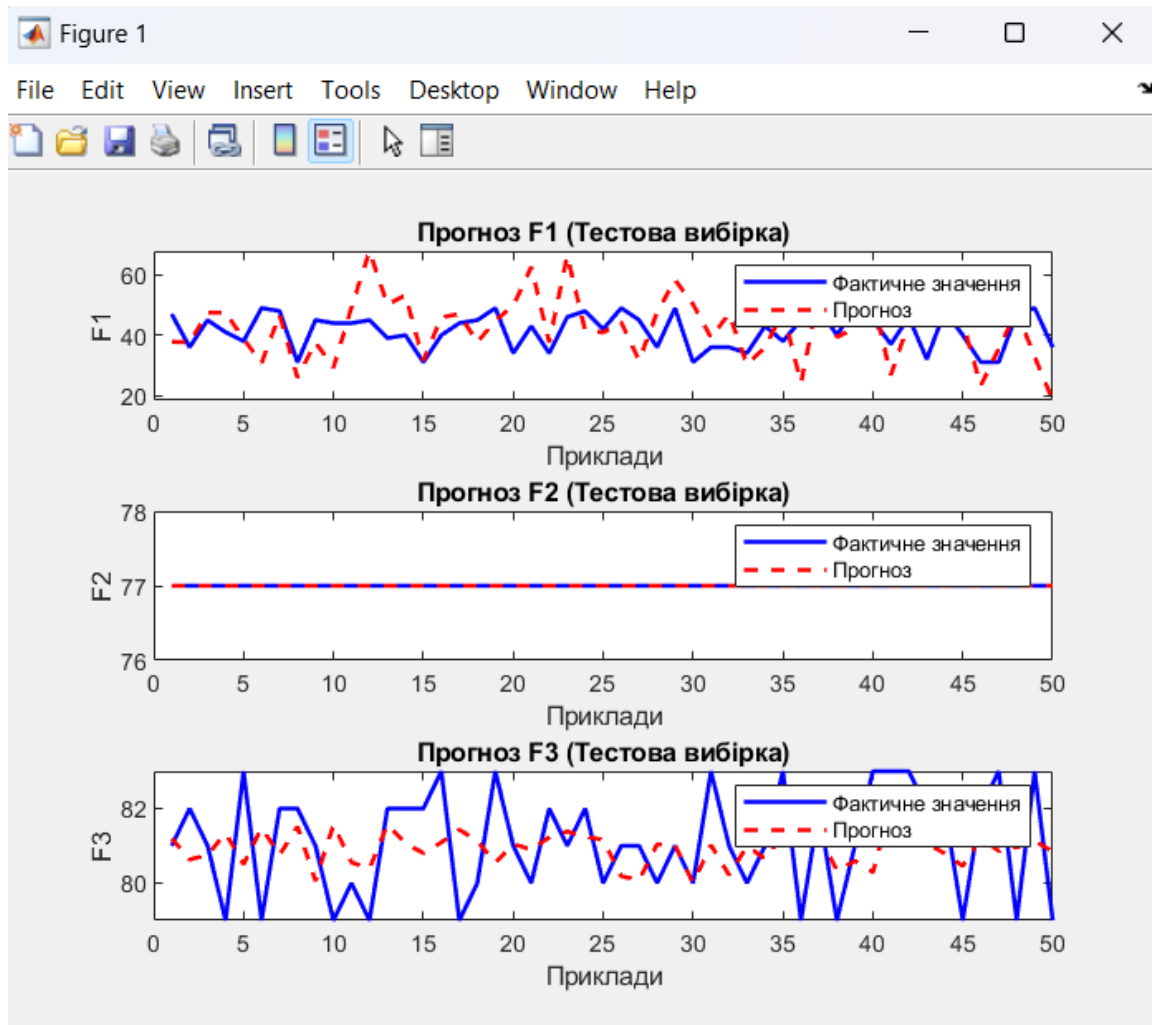 Figure 1
File Edit View Insert Tools Desktop Window Help
Прогноз F1 (Тестова вибірка)
60
40
20
F1
Фактичне значення
Прогноз
0 5 10 15 20 25 30 35 40 45 50
Приклади
Прогноз F2 (Тестова вибірка)
78
77
76
F2
Фактичне значення
Прогноз
0 5 10 15 20 25 30 35 40 45 50
Приклади
Прогноз F3 (Тестова вибірка)
82
80
F3
Фактичне значення
Прогноз
0 5 10 15 20 25 30 35 40 45 50
Приклади